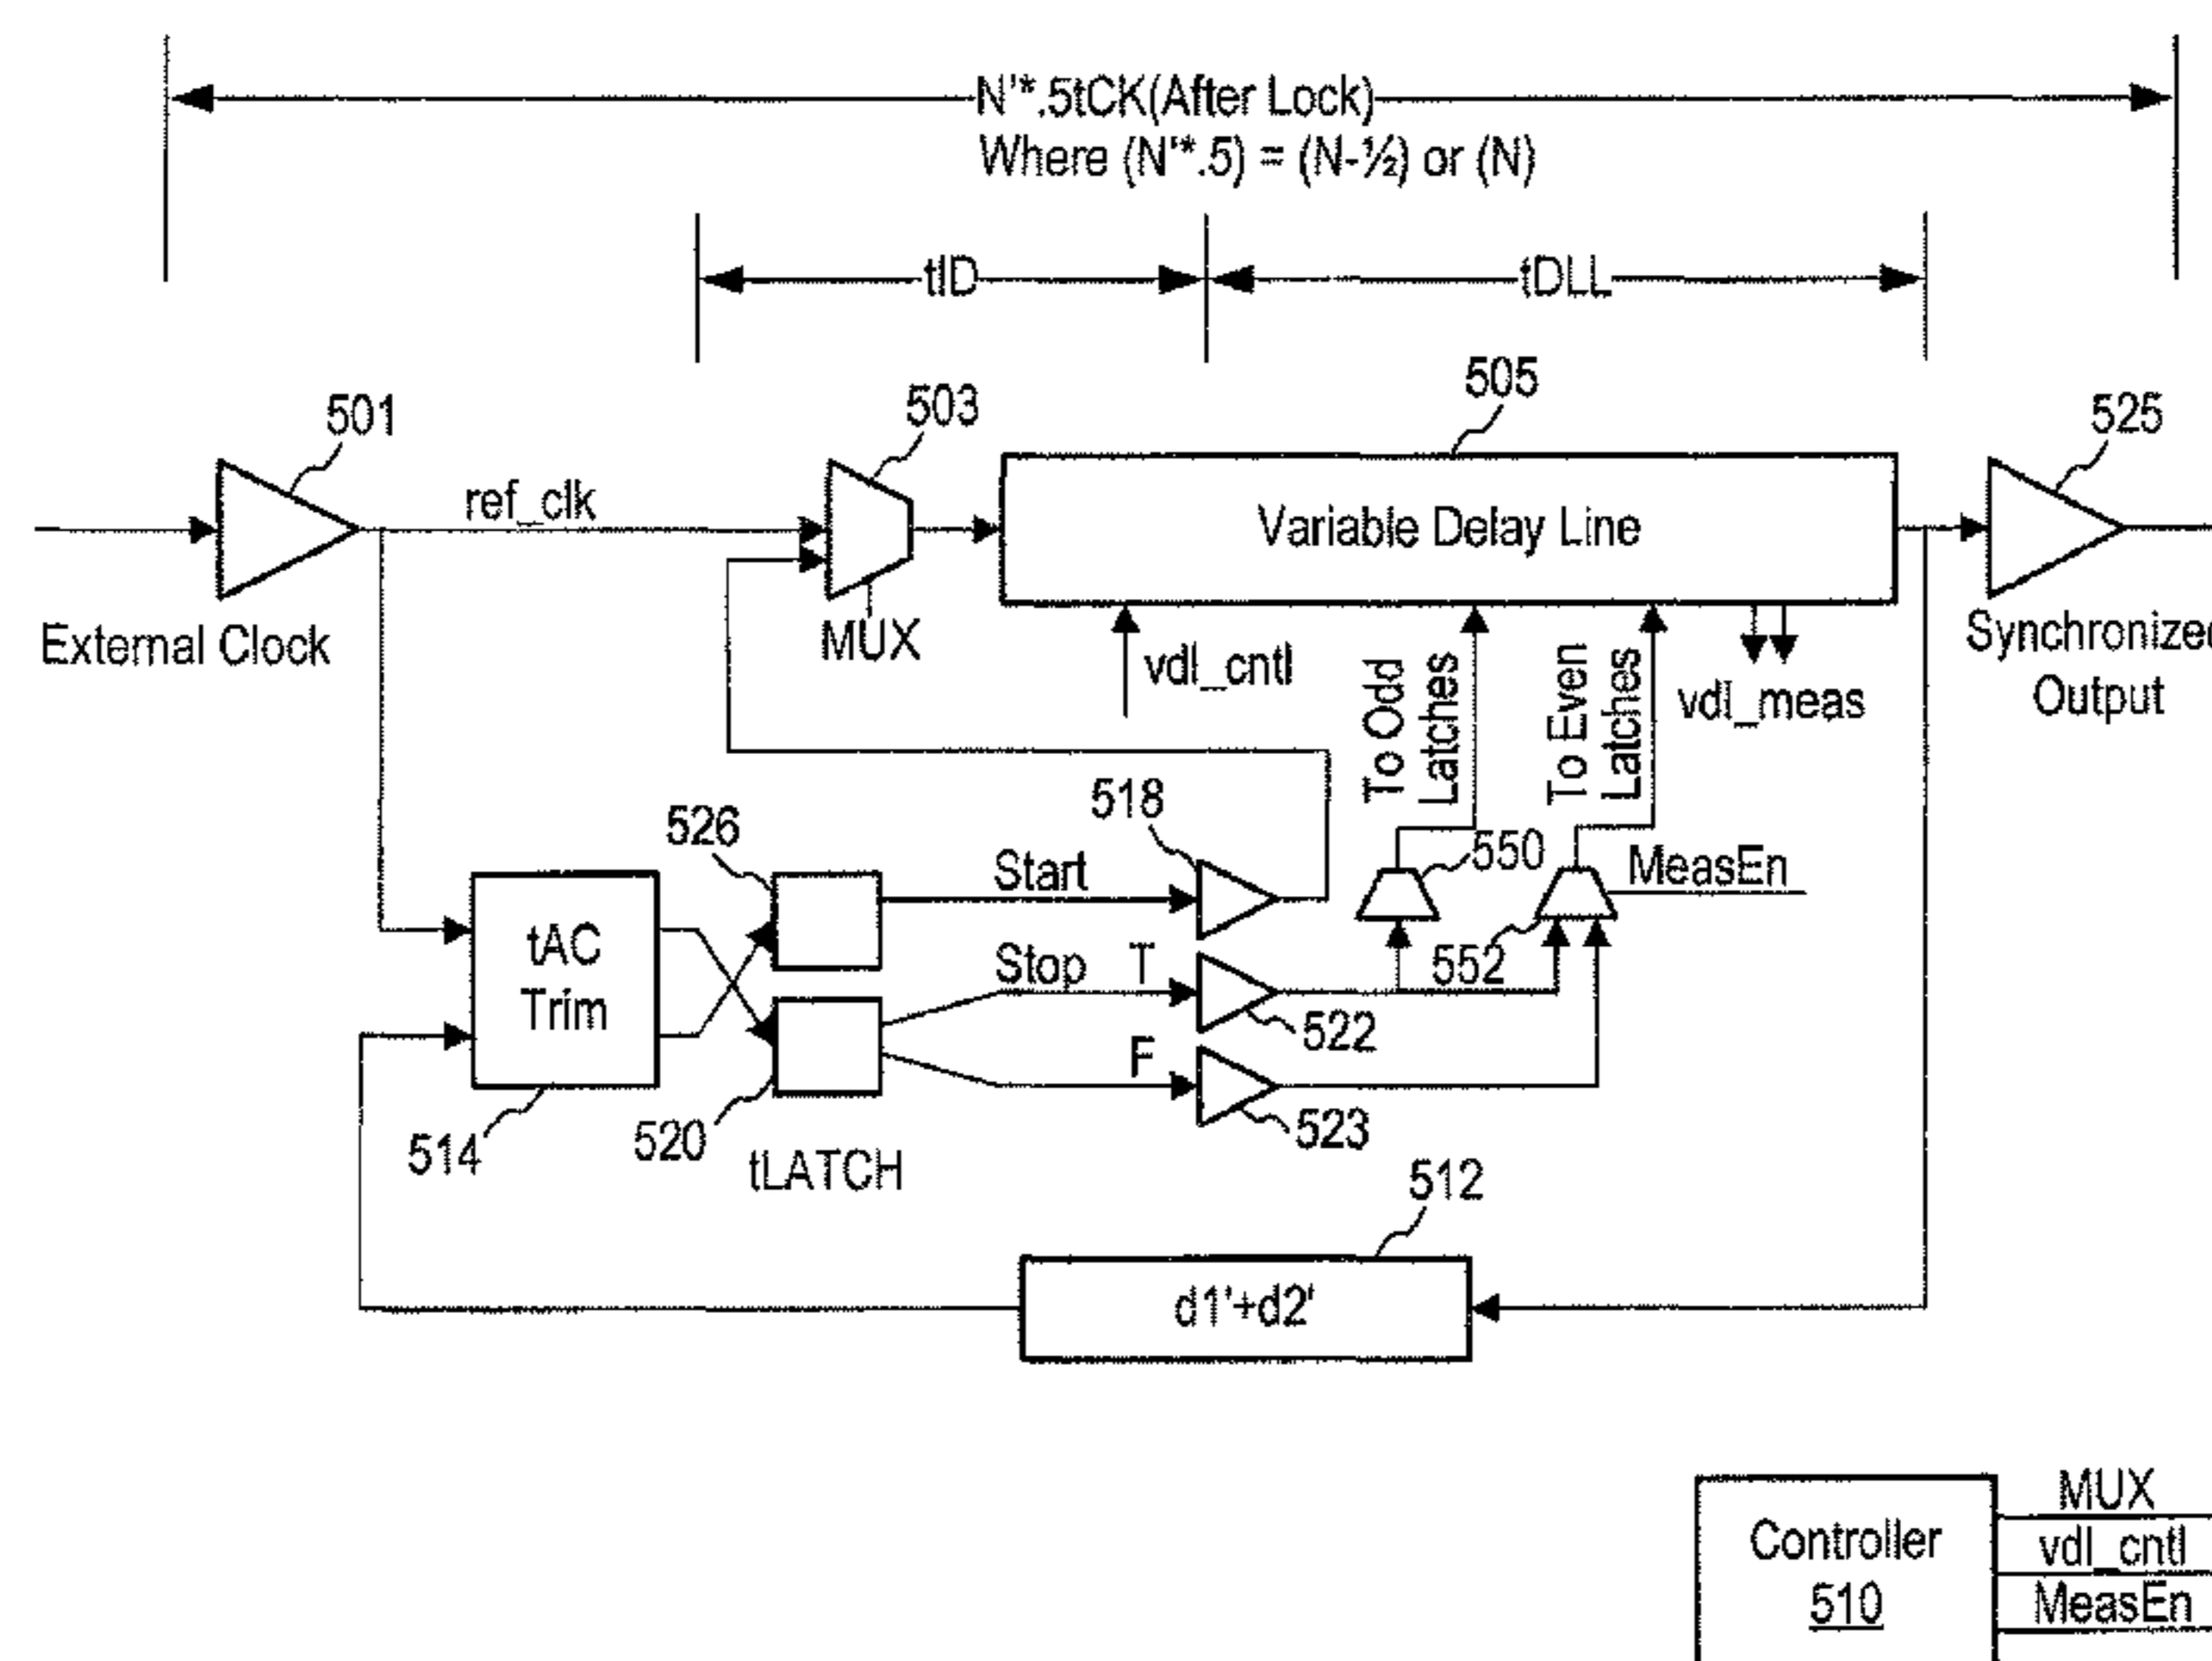 N'*.5tCK(After Lock)
Where (N'*.5) = (N-½) or (N)
tID
tDLL
501
503
505
525
ref_clk
Variable Delay Line
External Clock
MUX
vdl_cntl
To Odd
Latches
To Even
Latches
vdl_meas
Synchronized
Output
526
518
550
MeasEn
Start
tAC
Trim
Stop T
552
522
F
523
514
520
tLATCH
512
d1'+d2'
Controller
510
MUX
vdl_cntl
MeasEn